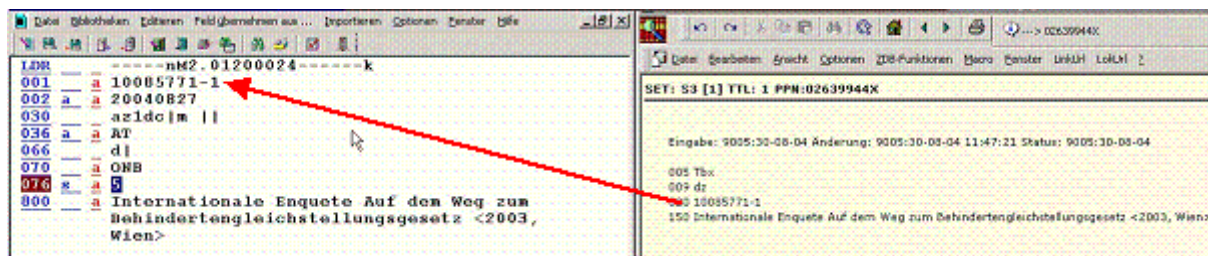 Datei Bibliotheken Editieren Feld übernehmen aus ... Importieren Optionen Fenster Hilfe
LDR -----nM2.01200024------k
001 a 10085771-1
002 a a 20040827
030 az1dc|m ||
036 a a AT
066 d|
070 a ONB
076 s a 5
800 a Internationale Enquete Auf dem Weg zum
Behindertengleichstellungsgesetz <2003,
Wien>
...> 02639944X
Datei Bearbeiten Ansicht Optionen ZDB-Funktionen Macro Fenster LinkUrl LokUrl ?
SET: S3 [1] TTL: 1 PPN:02639944X
Eingabe: 9005:30-08-04 Änderung: 9005:30-08-04 11:47:21 Status: 9005:30-08-04
005 Tbx
009 dz
10085771-1
150 Internationale Enquete Auf dem Weg zum Behindertengleichstellungsgesetz <2003, Wien>